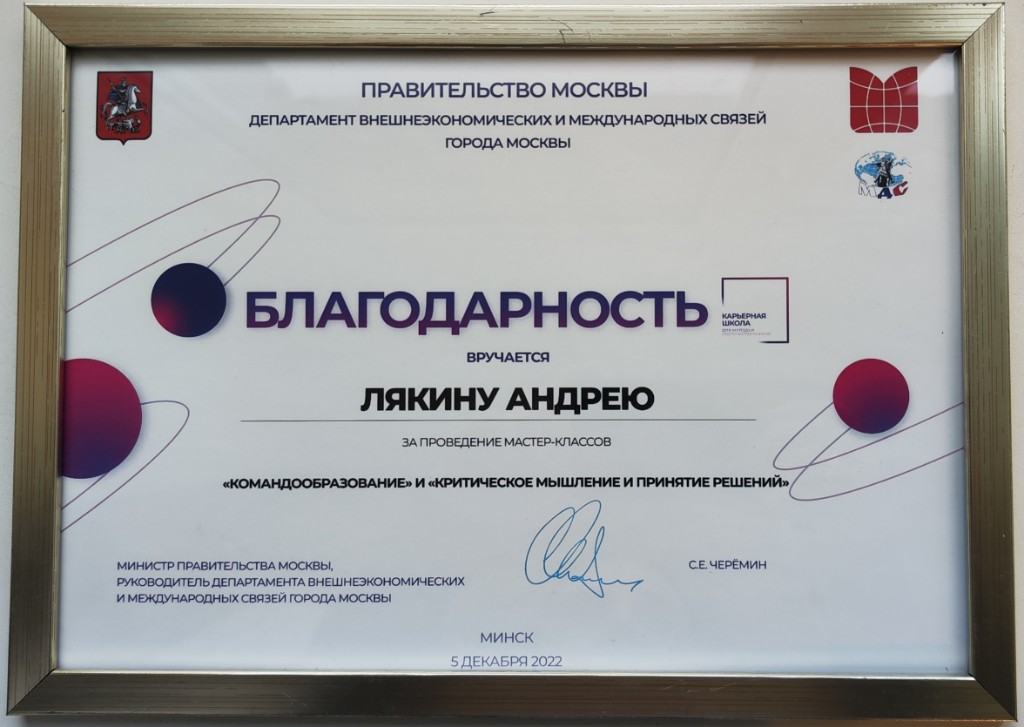 ПРАВИТЕЛЬСТВО МОСКВЫ
ДЕПАРТАМЕНТ ВНЕШНЕЭКОНОМИЧЕСКИХ И МЕЖДУНАРОДНЫХ СВЯЗЕЙ
ГОРОДА МОСКВЫ
МАС
БЛАГОДАРНОСТЬ
КАРЬЕРНАЯ
ШКОЛА
ВРУЧАЕТСЯ
ЛЯКИНУ АНДРЕЮ
ЗА ПРОВЕДЕНИЕ МАСТЕР-КЛАССОВ
«КОМАНДООБРАЗОВАНИЕ» И «КРИТИЧЕСКОЕ МЫШЛЕНИЕ И ПРИНЯТИЕ РЕШЕНИЙ»
МИНИСТР ПРАВИТЕЛЬСТВА МОСКВЫ,
РУКОВОДИТЕЛЬ ДЕПАРТАМЕНТА ВНЕШНЕЭКОНОМИЧЕСКИХ
И МЕЖДУНАРОДНЫХ СВЯЗЕЙ ГОРОДА МОСКВЫ
С.Е. ЧЕРЁМИН
МИНСК
5 ДЕКАБРЯ 2022